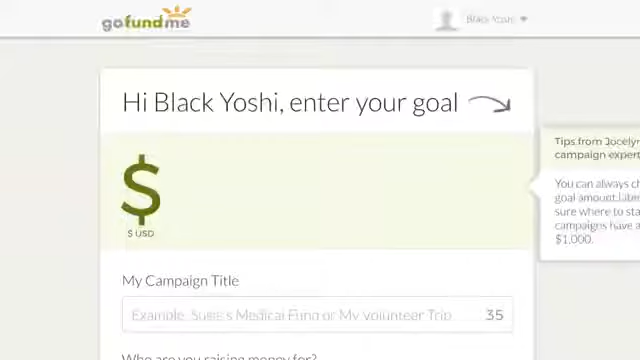 gofundme
Black Yoshi
Hi Black Yoshi, enter your goal
Tips from Jocelyn
campaign expert
$
$ USD
You can always ch
goal amount later
sure where to sta
campaigns have a
$1,000.
My Campaign Title
Example: Susie's Medical Fund or My Volunteer Trip
35
Who are you raising money for?